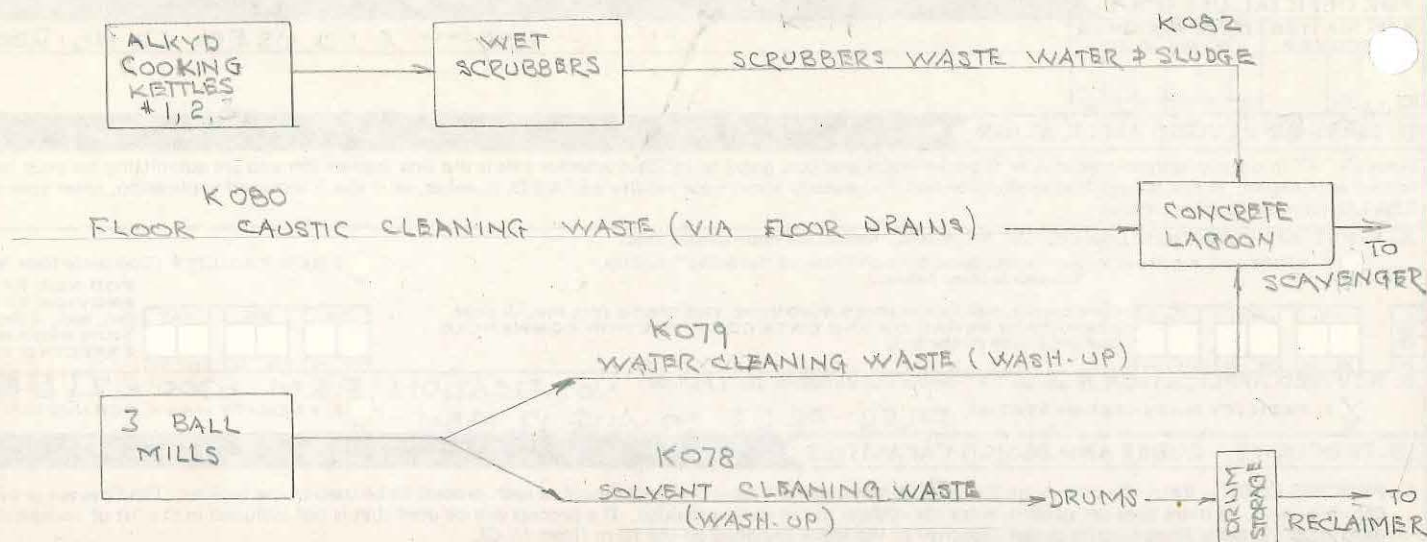 ALKYD
COOKING
KETTLES
#1, 2, 3
WET
SCRUBBERS
K082
SCRUBBERS WASTE WATER & SLUDGE
K080
FLOOR CAUSTIC CLEANING WASTE (VIA FLOOR DRAINS)
CONCRETE
LAGOON
TO
SCAVENGER
K079
WATER CLEANING WASTE (WASH-UP)
3 BALL
MILLS
K078
SOLVENT CLEANING WASTE
(WASH-UP)
DRUMS
DRUM
STORAGE
TO
RECLAIMER